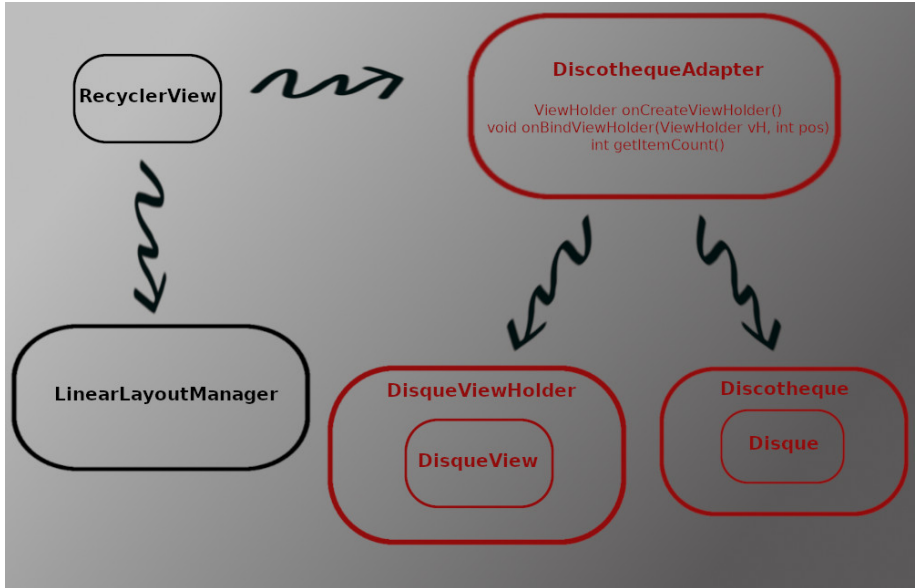 RecyclerView
DiscothequeAdapter
ViewHolder onCreateViewHolder()
void onBindViewHolder(ViewHolder vH, int pos)
int getItemCount()
LinearLayoutManager
DisqueViewHolder
DisqueView
Discotheque
Disque